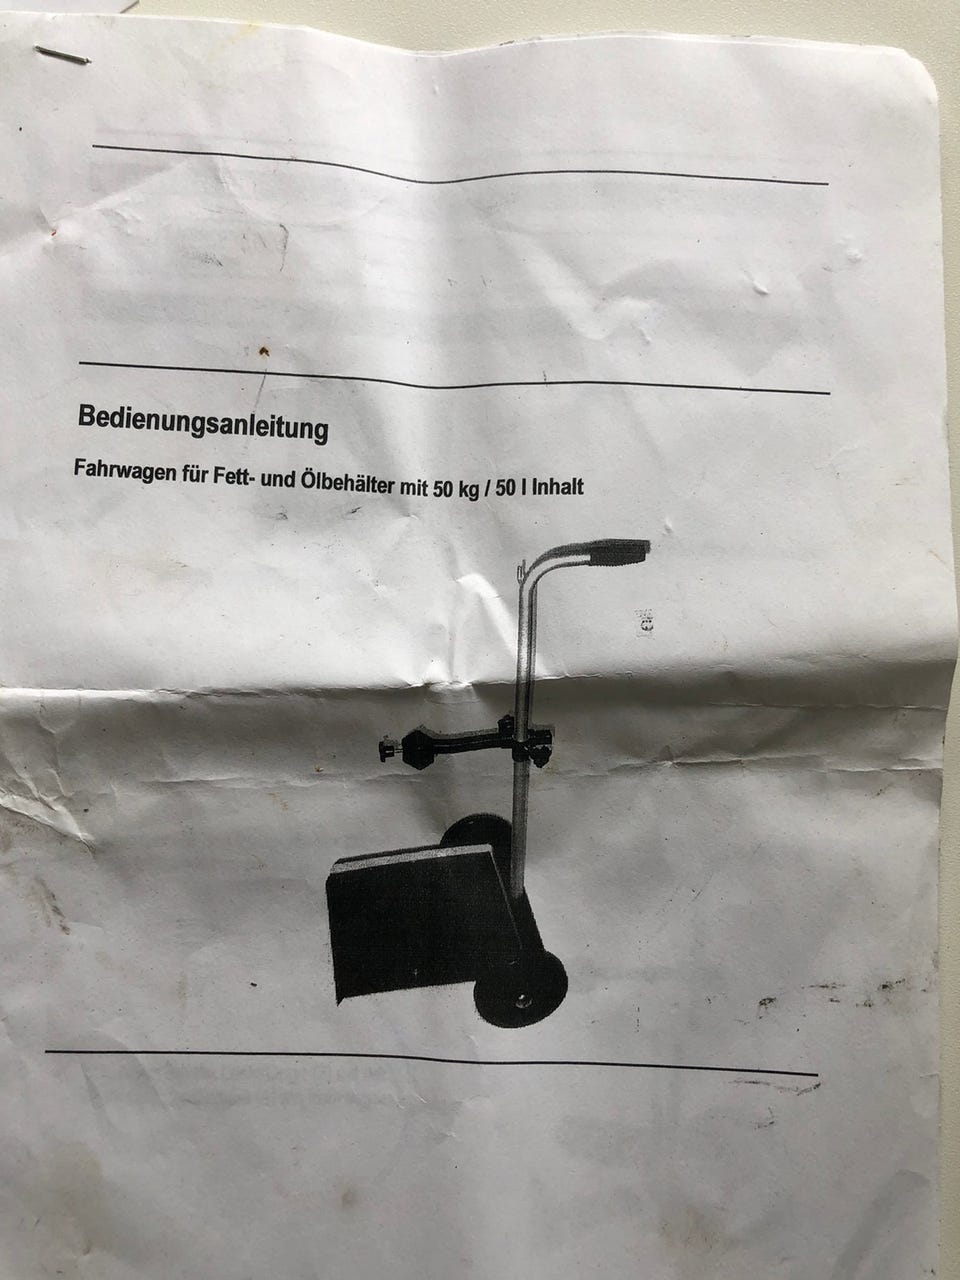 Bedienungsanleitung
Fahrwagen für Fett- und Ölbehälter mit 50 kg / 50 l Inhalt